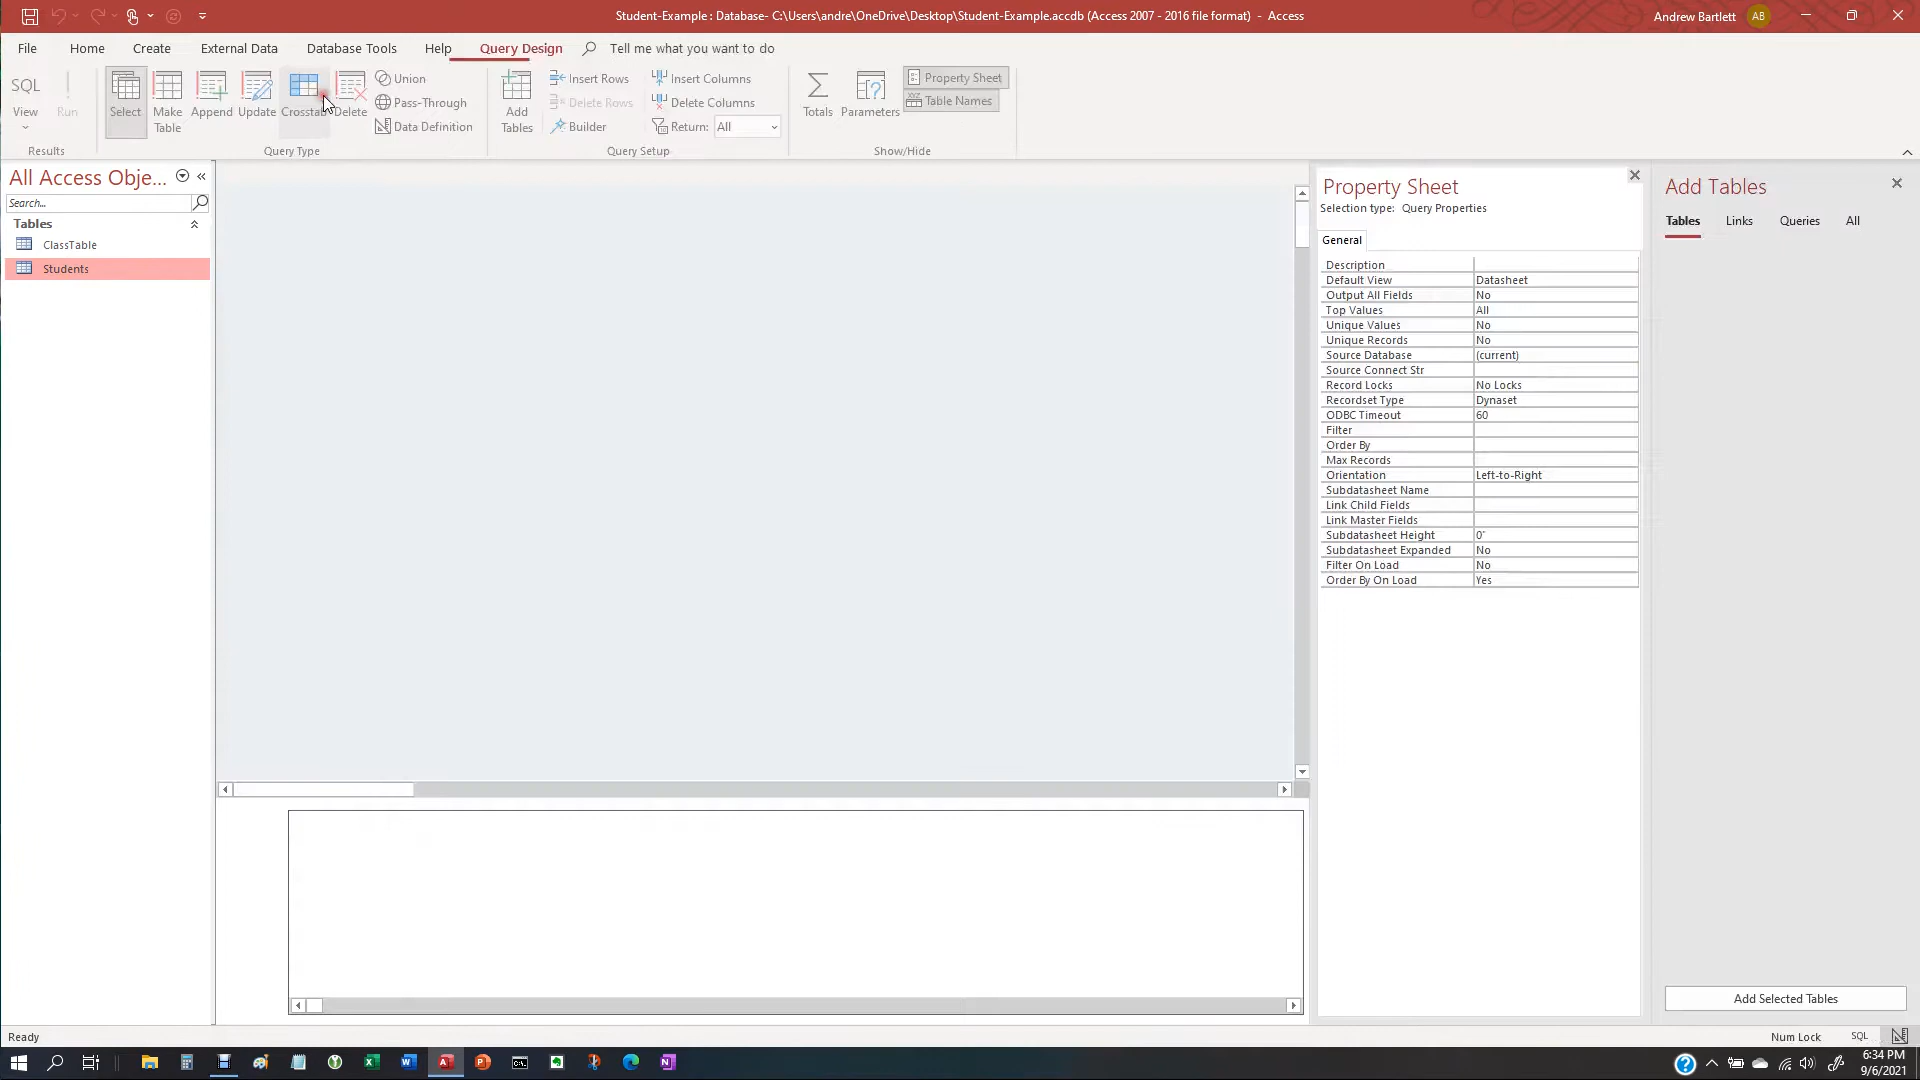 Student-Example : Database- C:\Users\andre\OneDrive\Desktop\Student-Example.accdb (Access 2007 - 2016 file format) - Access
Andrew Bartlett AB
File Home Create External Data Database Tools Help Query Design Tell me what you want to do
SQL
View
Run
Results
Select
Make
Table
Append
Update
Crosstab
Delete
Union
Pass-Through
Data Definition
Query Type
Add
Tables
Insert Rows
Delete Rows
Builder
Insert Columns
Delete Columns
Return: All
Query Setup
Totals
Parameters
Property Sheet
XYZ Table Names
Show/Hide
All Access Obje...
Search...
Tables
ClassTable
Students
Property Sheet
Selection type: Query Properties
General
Description
Default View Datasheet
Output All Fields No
Top Values All
Unique Values No
Unique Records No
Source Database (current)
Source Connect Str
Record Locks No Locks
Recordset Type Dynaset
ODBC Timeout 60
Filter
Order By
Max Records
Orientation Left-to-Right
Subdatasheet Name
Link Child Fields
Link Master Fields
Subdatasheet Height 0"
Subdatasheet Expanded No
Filter On Load No
Order By On Load Yes
Add Tables
Tables Links Queries All
Add Selected Tables
Ready
Num Lock SQL
6:34 PM
9/6/2021